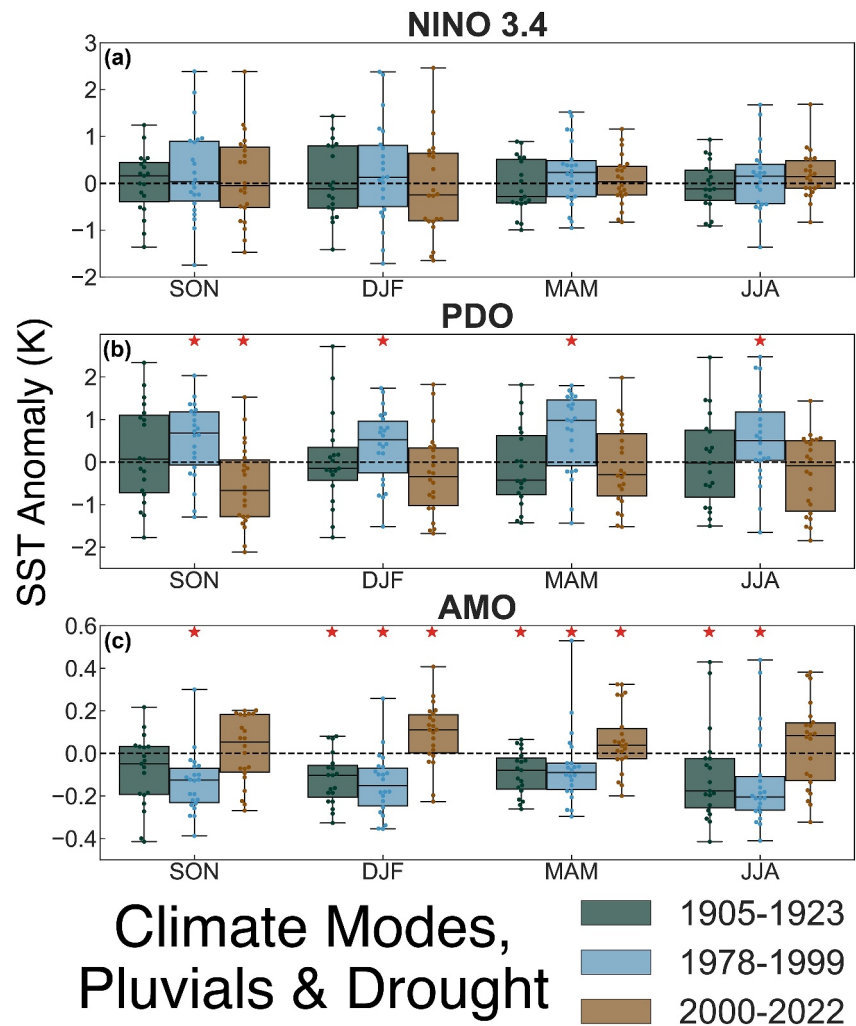 NINO 3.4
(a)
3
2
1
0
−1
−2
SON DJF MAM JJA
PDO
(b)
2
1
0
−1
−2
SON DJF MAM JJA
AMO
(c)
0.6
0.4
0.2
0.0
−0.2
−0.4
SON DJF MAM JJA
SST Anomaly (K)
Climate Modes,
Pluvials & Drought
1905-1923
1978-1999
2000-2022